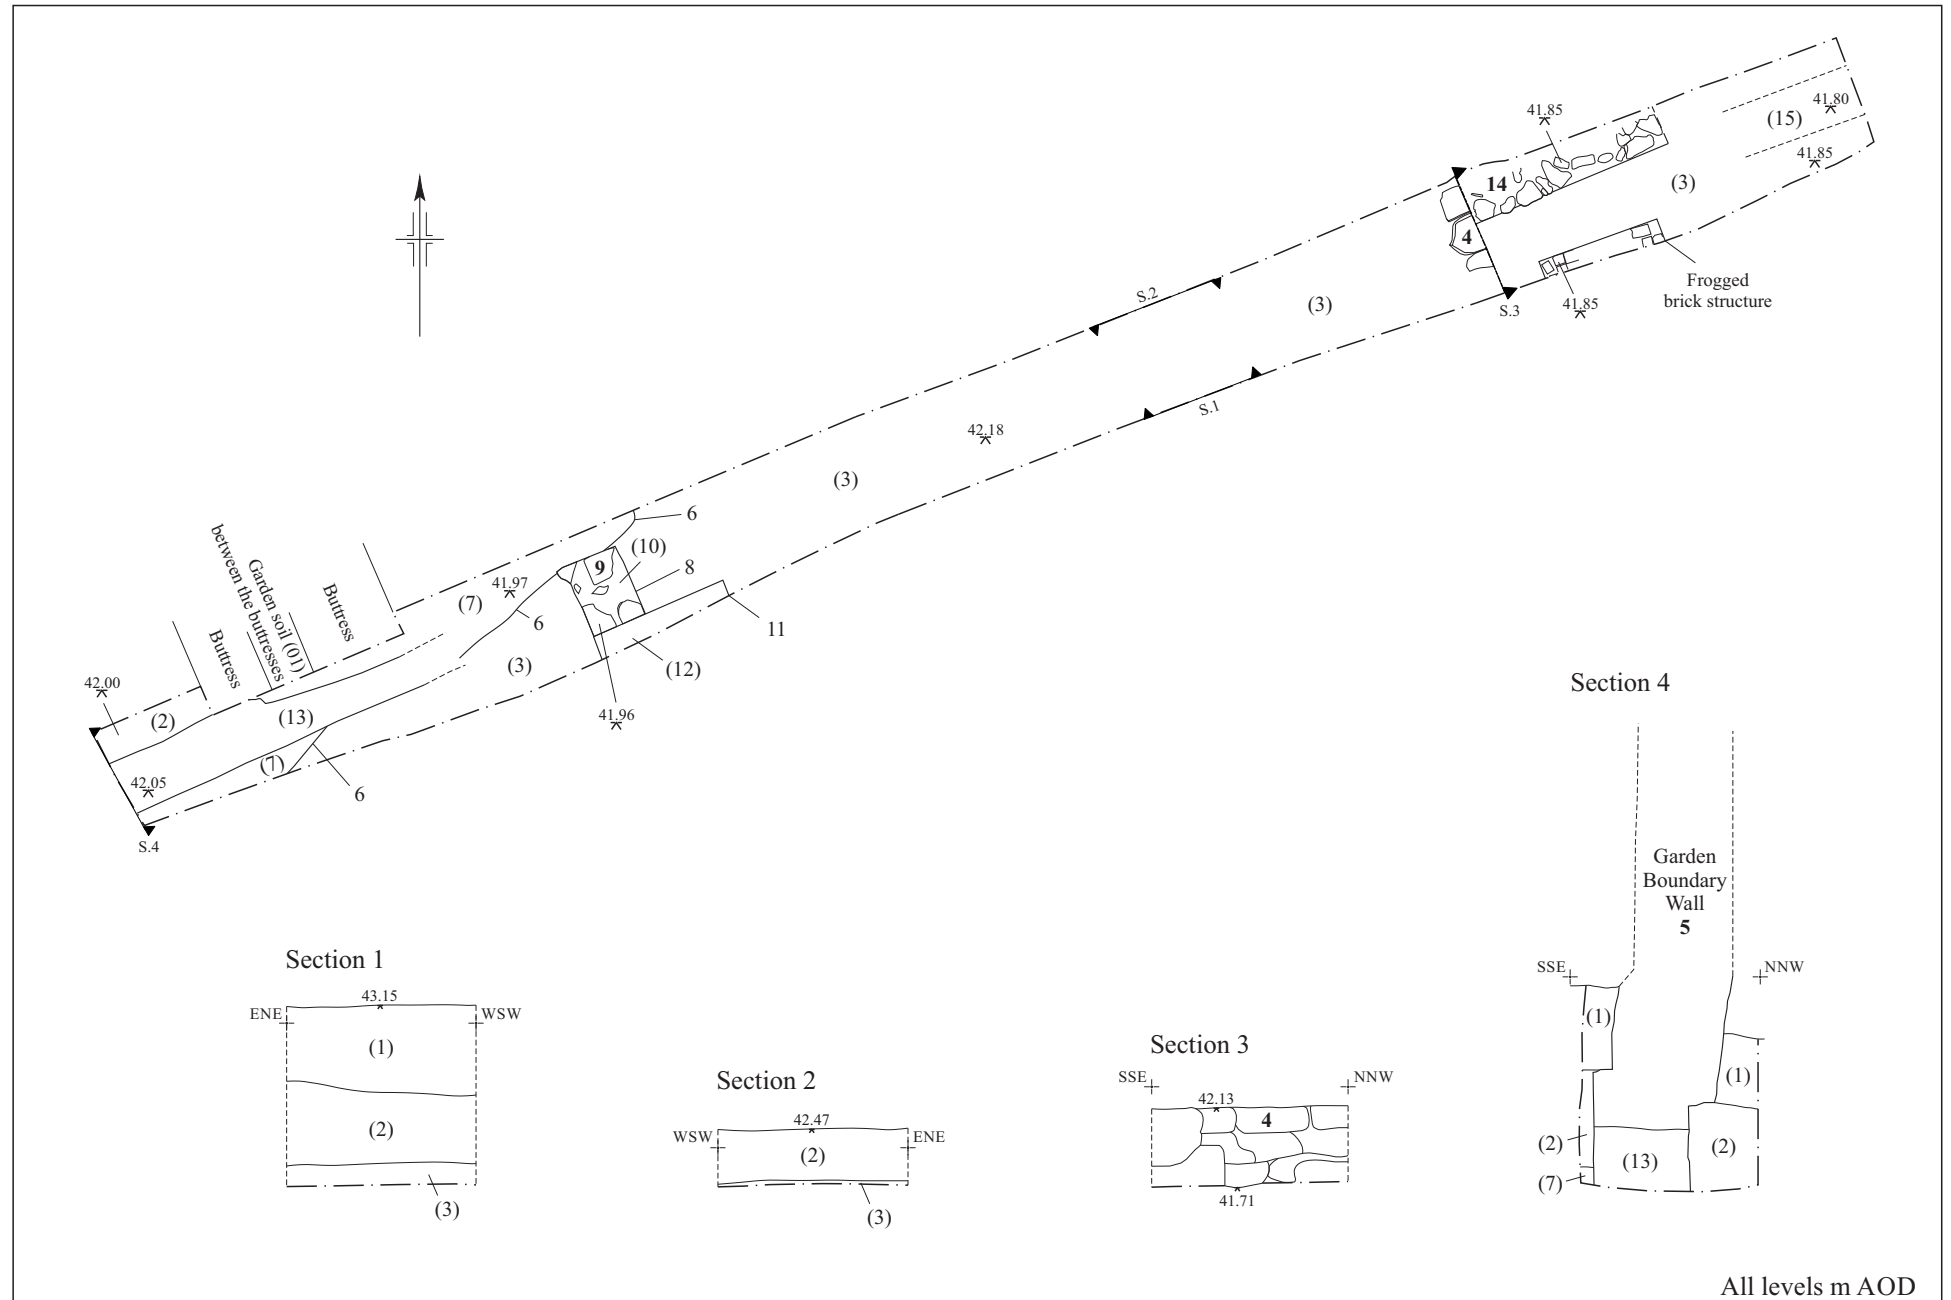 41.85
41.80
(15)
41.85
14
(3)
4
Frogged
brick structure
41.85
S.3
S.2
(3)
S.1
42.18
(3)
6
(10)
9
8
41.97
(7)
6
11
(3)
(12)
41.96
Buttress
Garden soil (01)
between the buttresses
Buttress
42.00
(2)
(13)
(7)
42.05
6
S.4
Section 1
43.15
ENE
WSW
(1)
(2)
(3)
Section 2
42.47
WSW
ENE
(2)
(3)
Section 3
SSE
NNW
42.13
4
41.71
Section 4
Garden
Boundary
Wall
5
SSE
NNW
(1)
(1)
(2)
(13)
(2)
(7)
All levels m AOD